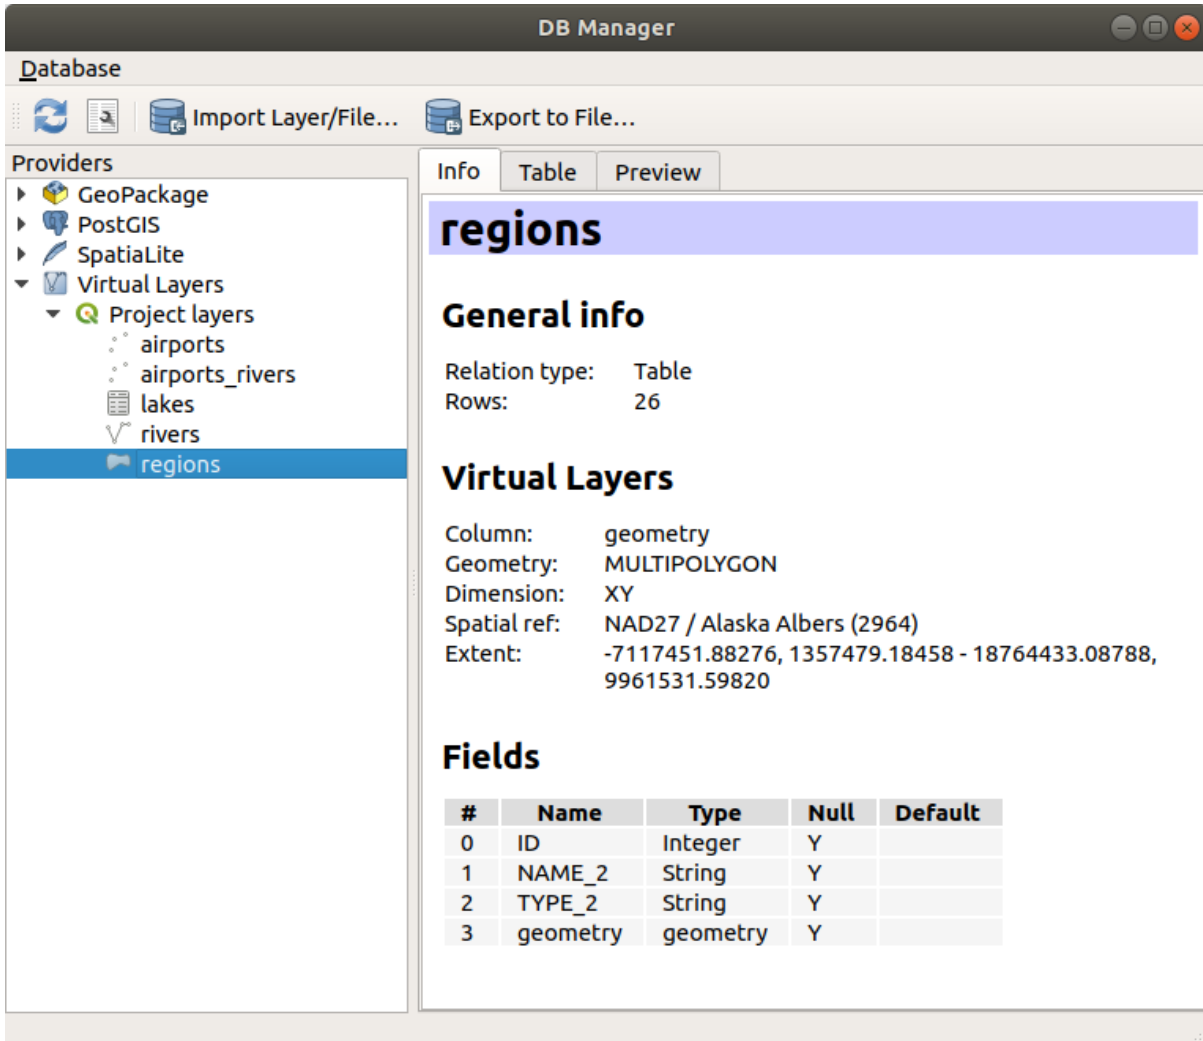 DB Manager
Database
Import Layer/File... Export to File...
Providers
GeoPackage
PostGIS
SpatiaLite
Virtual Layers
Project layers
airports
airports_rivers
lakes
rivers
regions
Info Table Preview
regions
General info
Relation type: Table
Rows: 26
Virtual Layers
Column: geometry
Geometry: MULTIPOLYGON
Dimension: XY
Spatial ref: NAD27 / Alaska Albers (2964)
Extent: -7117451.88276, 1357479.18458 - 18764433.08788,
9961531.59820
Fields
# Name Type Null Default
0 ID Integer Y
1 NAME_2 String Y
2 TYPE_2 String Y
3 geometry geometry Y